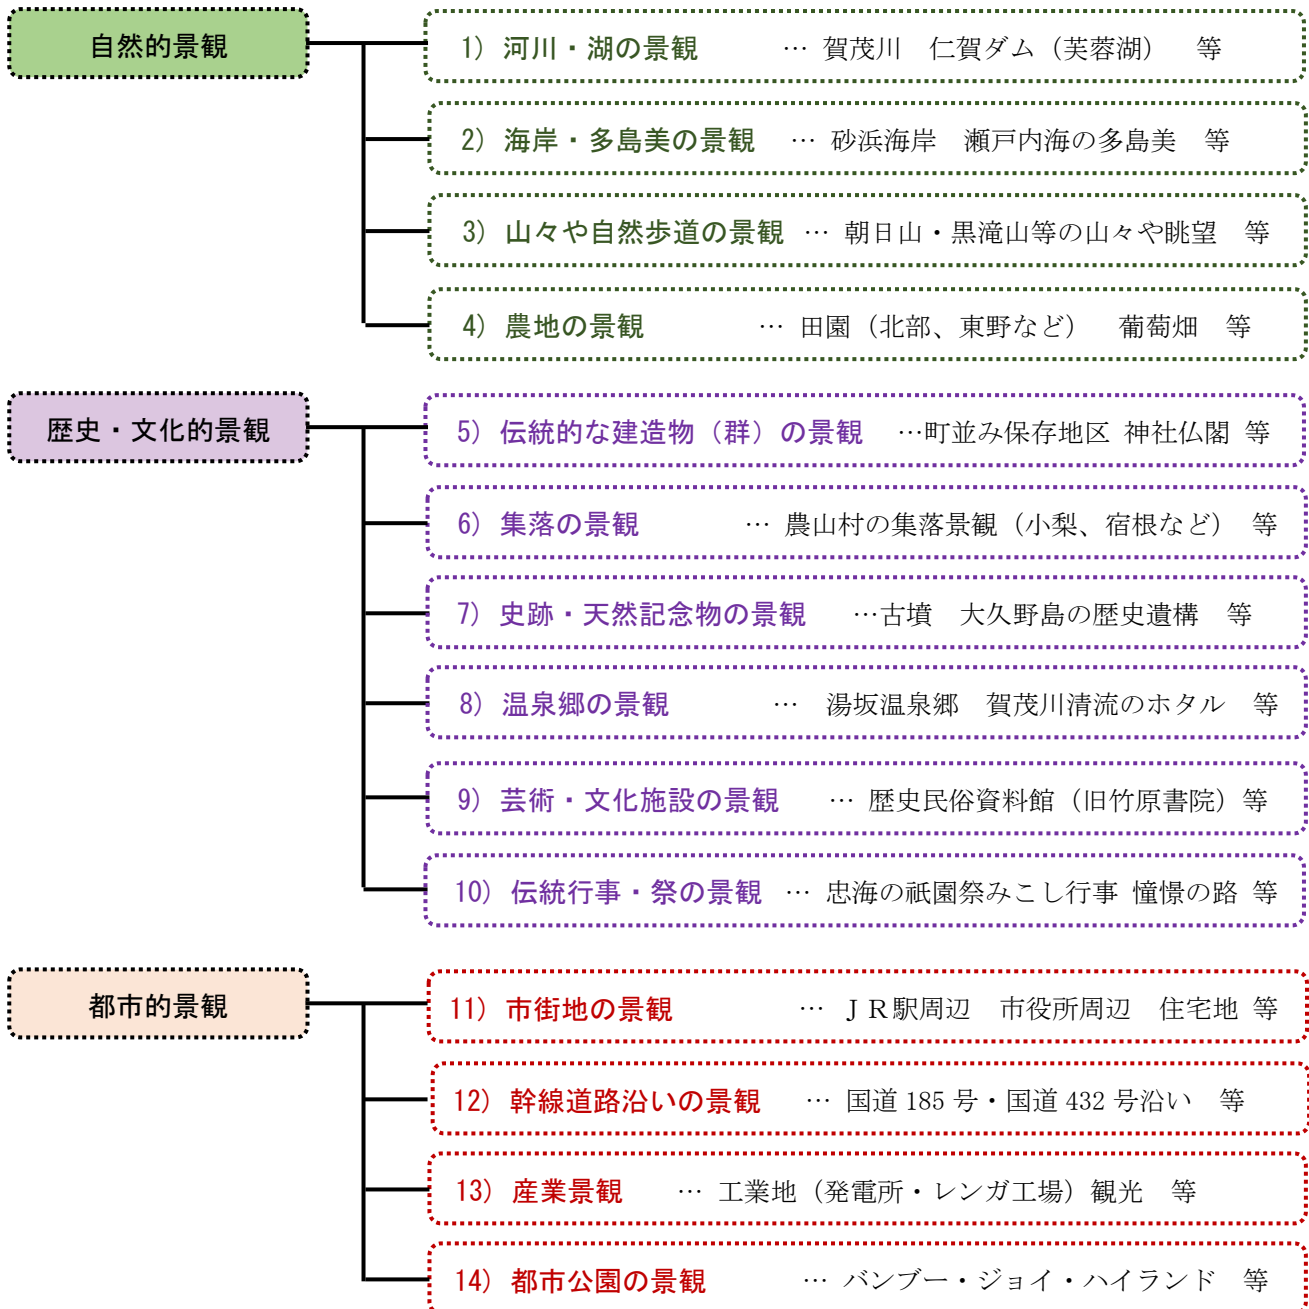 自然的景観
1) 河川・湖の景観 … 賀茂川 仁賀ダム（芙蓉湖） 等
2) 海岸・多島美の景観 … 砂浜海岸 瀬戸内海の多島美 等
3) 山々や自然歩道の景観 … 朝日山・黒滝山等の山々や眺望 等
4) 農地の景観 … 田園（北部、東野など） 葡萄畑 等
歴史・文化的景観
5) 伝統的な建造物（群）の景観 …町並み保存地区 神社仏閣 等
6) 集落の景観 … 農山村の集落景観（小梨、宿根など） 等
7) 史跡・天然記念物の景観 …古墳 大久野島の歴史遺構 等
8) 温泉郷の景観 … 湯坂温泉郷 賀茂川清流のホタル 等
9) 芸術・文化施設の景観 … 歴史民俗資料館（旧竹原書院）等
10) 伝統行事・祭の景観 … 忠海の祇園祭みこし行事 憧憬の路 等
都市的景観
11) 市街地の景観 … ＪＲ駅周辺 市役所周辺 住宅地 等
12) 幹線道路沿いの景観 … 国道 185 号・国道 432 号沿い 等
13) 産業景観 … 工業地（発電所・レンガ工場）観光 等
14) 都市公園の景観 … バンブー・ジョイ・ハイランド 等